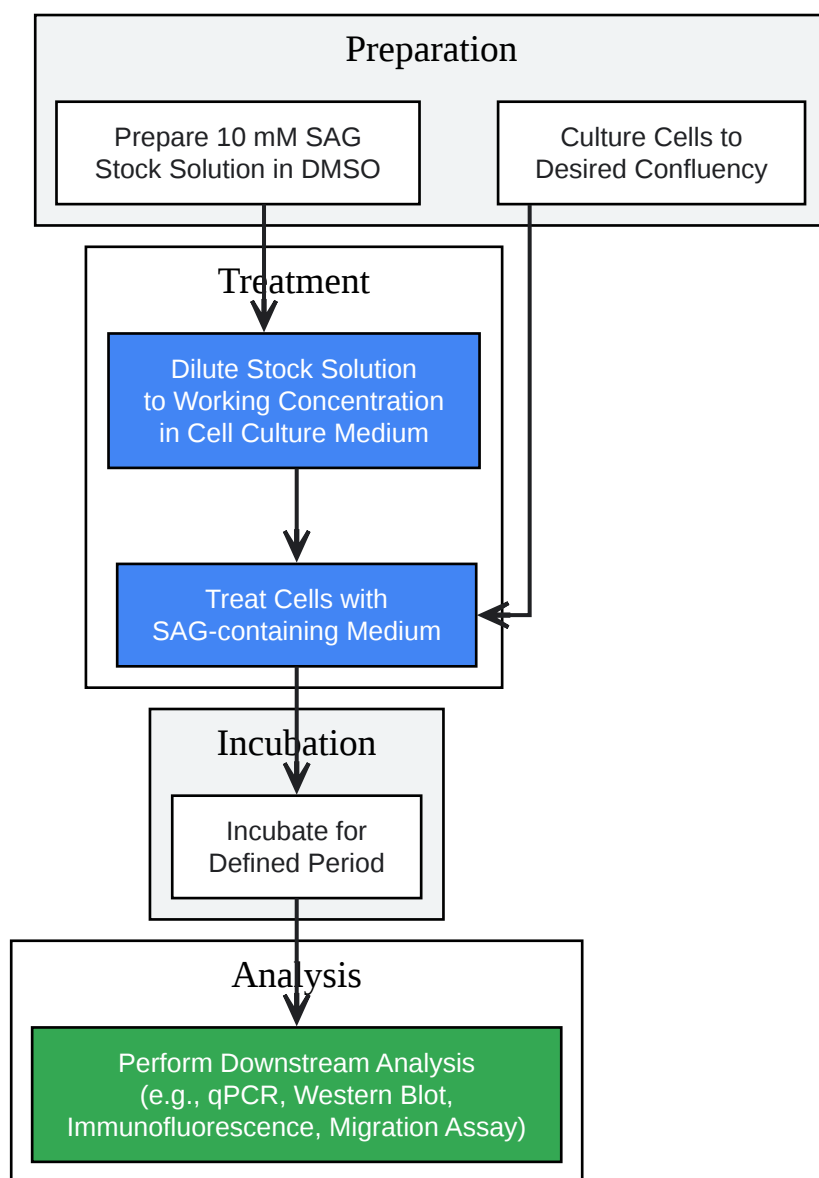 Preparation
Prepare 10 mM SAG
Stock Solution in DMSO
Culture Cells to
Desired Confluency
Treatment
Dilute Stock Solution
to Working Concentration
in Cell Culture Medium
Treat Cells with
SAG-containing Medium
Incubation
Incubate for
Defined Period
Analysis
Perform Downstream Analysis
(e.g., qPCR, Western Blot,
Immunofluorescence, Migration Assay)